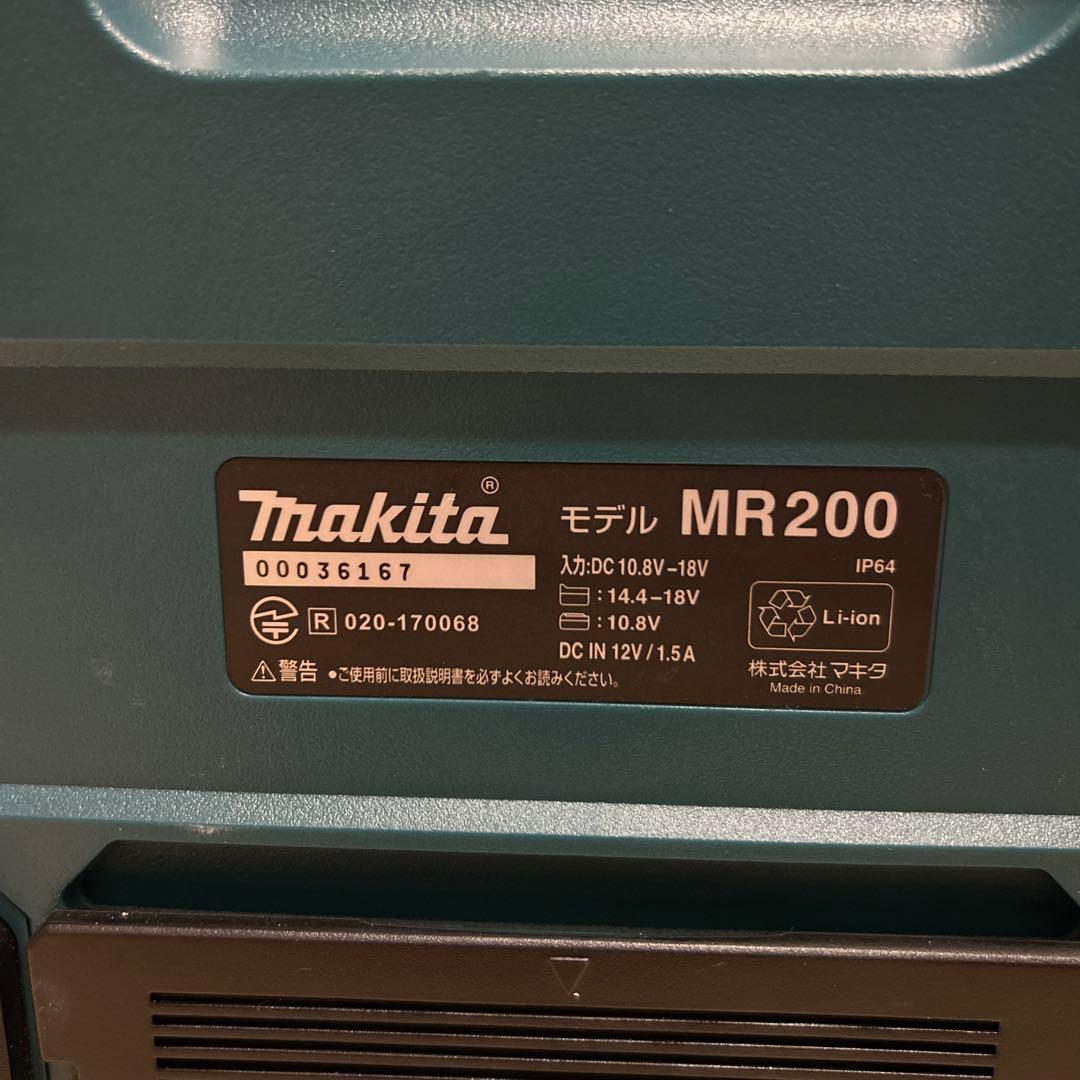 makita®
モデル MR200
00036167
入力:DC 10.8V-18V
IP64
:14.4-18V
R 020-170068
:10.8V
Li-ion
DC IN 12V / 1.5A
⚠警告 ●ご使用前に取扱説明書を必ずよくお読みください。
株式会社 マキタ
Made in China